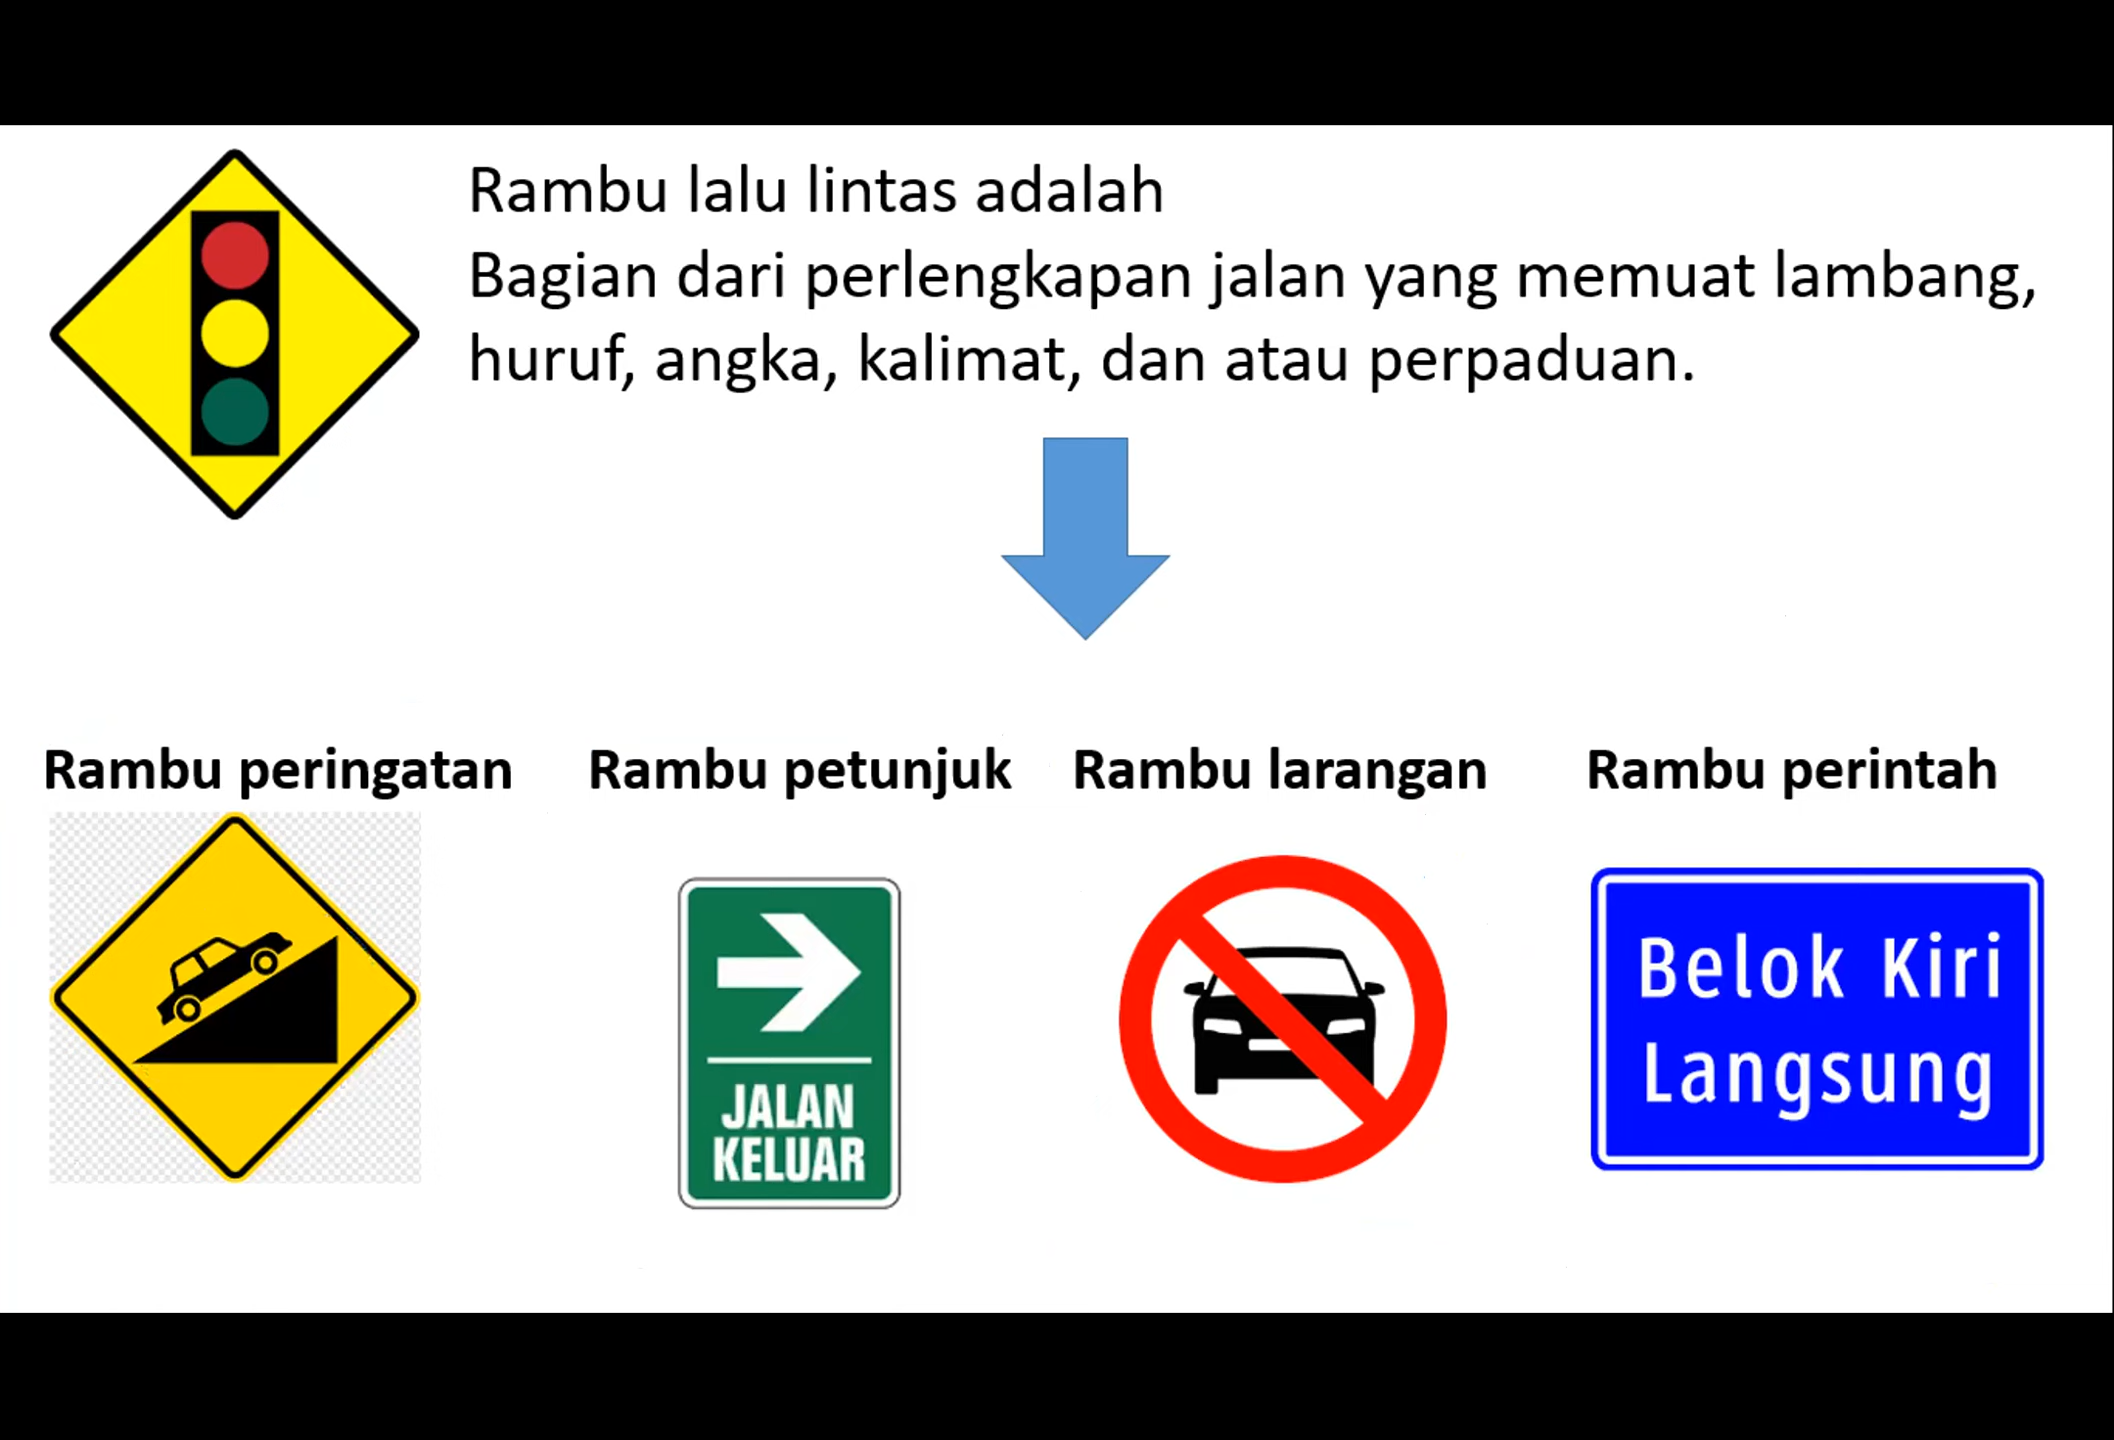 Rambu lalu lintas adalah
Bagian dari perlengkapan jalan yang memuat lambang,
huruf, angka, kalimat, dan atau perpaduan.
Rambu peringatan
Rambu petunjuk
Rambu larangan
Rambu perintah
JALAN
KELUAR
Belok Kiri
Langsung